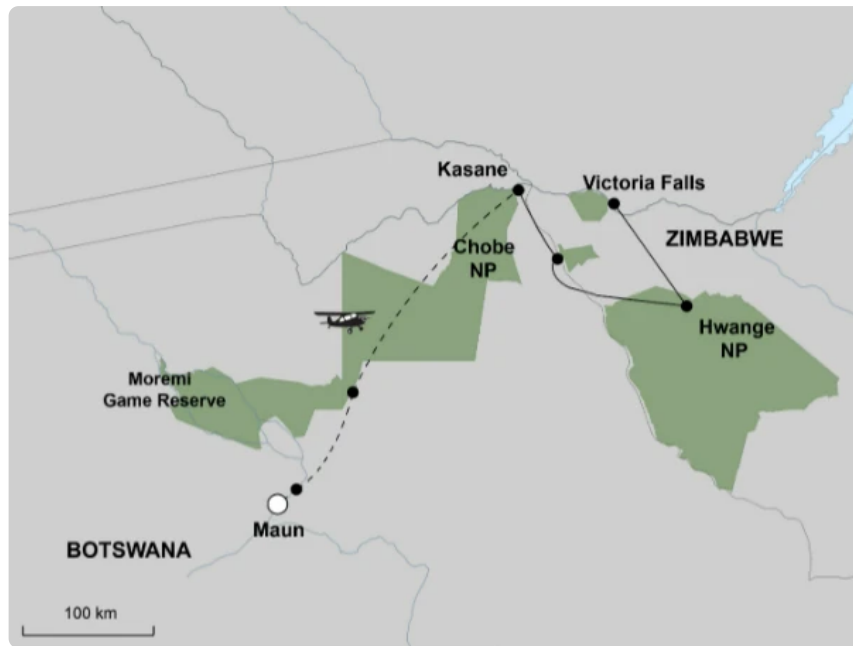 Kasane
Victoria Falls
ZIMBABWE
Chobe
NP
Hwange
NP
Moremi
Game Reserve
Maun
BOTSWANA
100 km